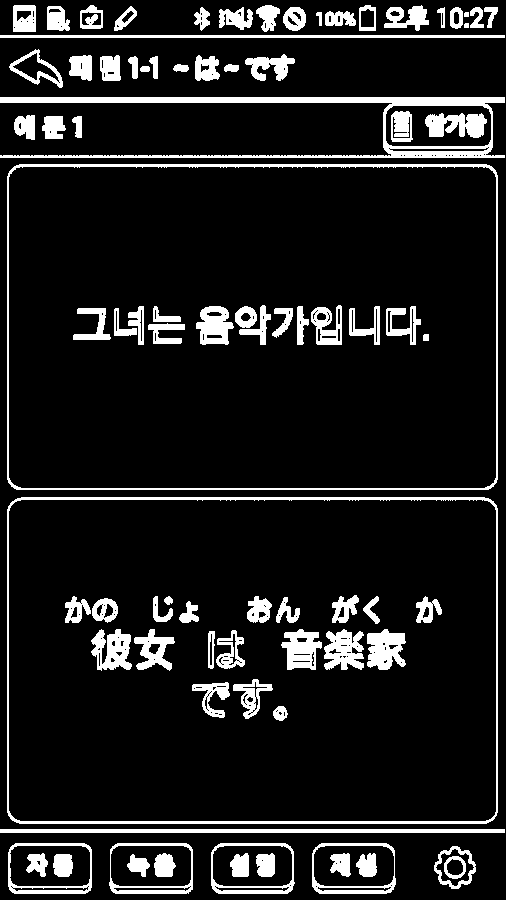 100% 오후 10:27
패턴 1-1 ~は~です
예문 1
암기장
그녀는 음악가입니다.
かの じょ おん がく か
彼女 は 音楽家
です。
자동 녹음 설명 재생